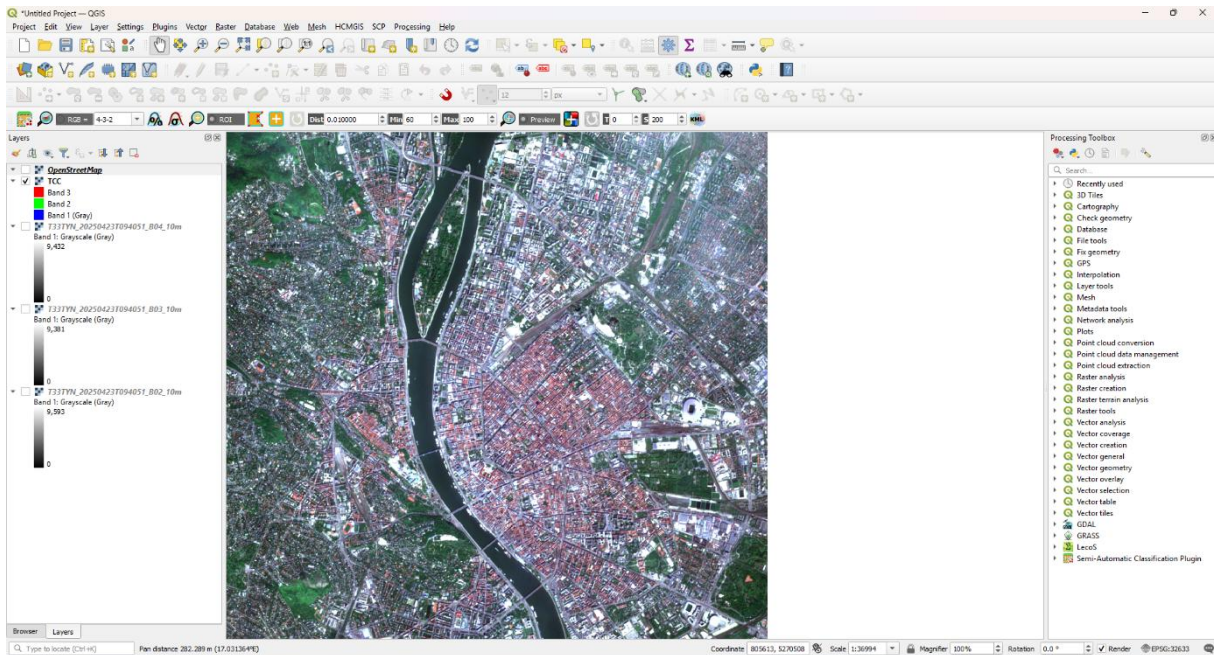 *Untitled Project — QGIS
Project Edit View Layer Settings Plugins Vector Raster Database Web Mesh HCMGIS SCP Processing Help
12 px
RGB = 4-3-2 ROI Dist 0.010000 Min 60 Max 100 Preview T 0 S 200 KML
Layers
OpenStreetMap
TCC
Band 3
Band 2
Band 1 (Gray)
T33TYN_20250423T094051_B04_10m
Band 1: Grayscale (Gray)
9,432
0
T33TYN_20250423T094051_B03_10m
Band 1: Grayscale (Gray)
9,381
0
T33TYN_20250423T094051_B02_10m
Band 1: Grayscale (Gray)
9,593
0
Browser Layers
Processing Toolbox
Search...
Recently used
3D Tiles
Cartography
Check geometry
Database
File tools
Fix geometry
GPS
Interpolation
Layer tools
Mesh
Metadata tools
Network analysis
Plots
Point cloud conversion
Point cloud data management
Point cloud extraction
Raster analysis
Raster creation
Raster terrain analysis
Raster tools
Vector analysis
Vector coverage
Vector creation
Vector general
Vector geometry
Vector overlay
Vector selection
Vector table
Vector tiles
GDAL
GRASS
LecoS
Semi-Automatic Classification Plugin
Type to locate (Ctrl+K) Pan distance 282.289 m (17.031364°E) Coordinate 805613, 5270508 Scale 1:36994 Magnifier 100% Rotation 0.0 ° Render EPSG:32633